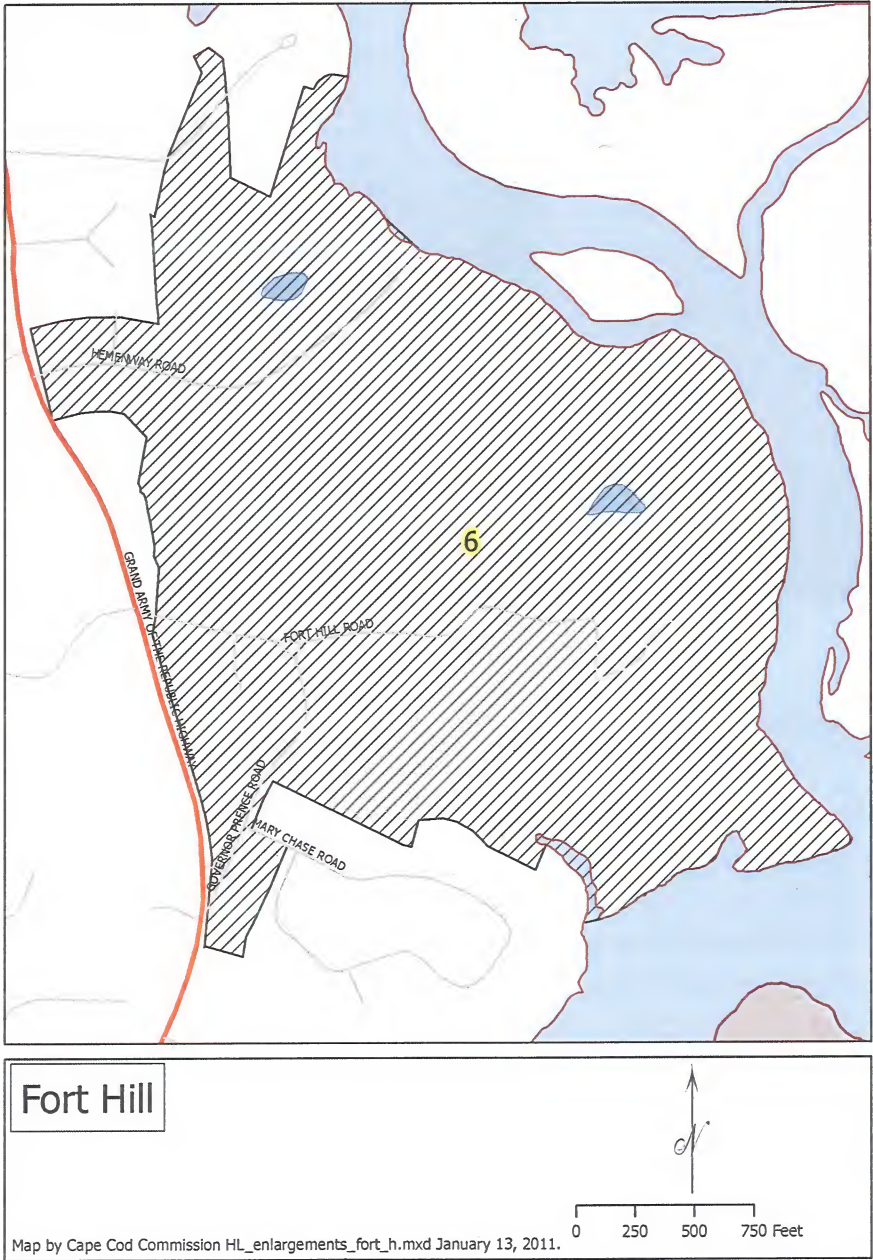 HEMENWAY ROAD
6
GRAND ARMY OF THE REPUBLIC HIGHWAY
FORT HILL ROAD
GOVERNOR PRENCE ROAD
MARY CHASE ROAD
Fort Hill
N
0 250 500 750 Feet
Map by Cape Cod Commission HL_enlargements_fort_h.mxd January 13, 2011.